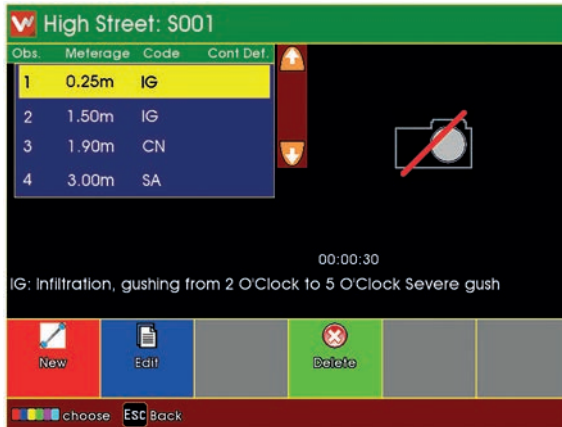 High Street: S001
Obs. Meterage Code Cont Def.
1 0.25m IG
2 1.50m IG
3 1.90m CN
4 3.00m SA
00:00:30
IG: Infiltration, gushing from 2 O'Clock to 5 O'Clock Severe gush
New Edit Delete
choose ESC Back